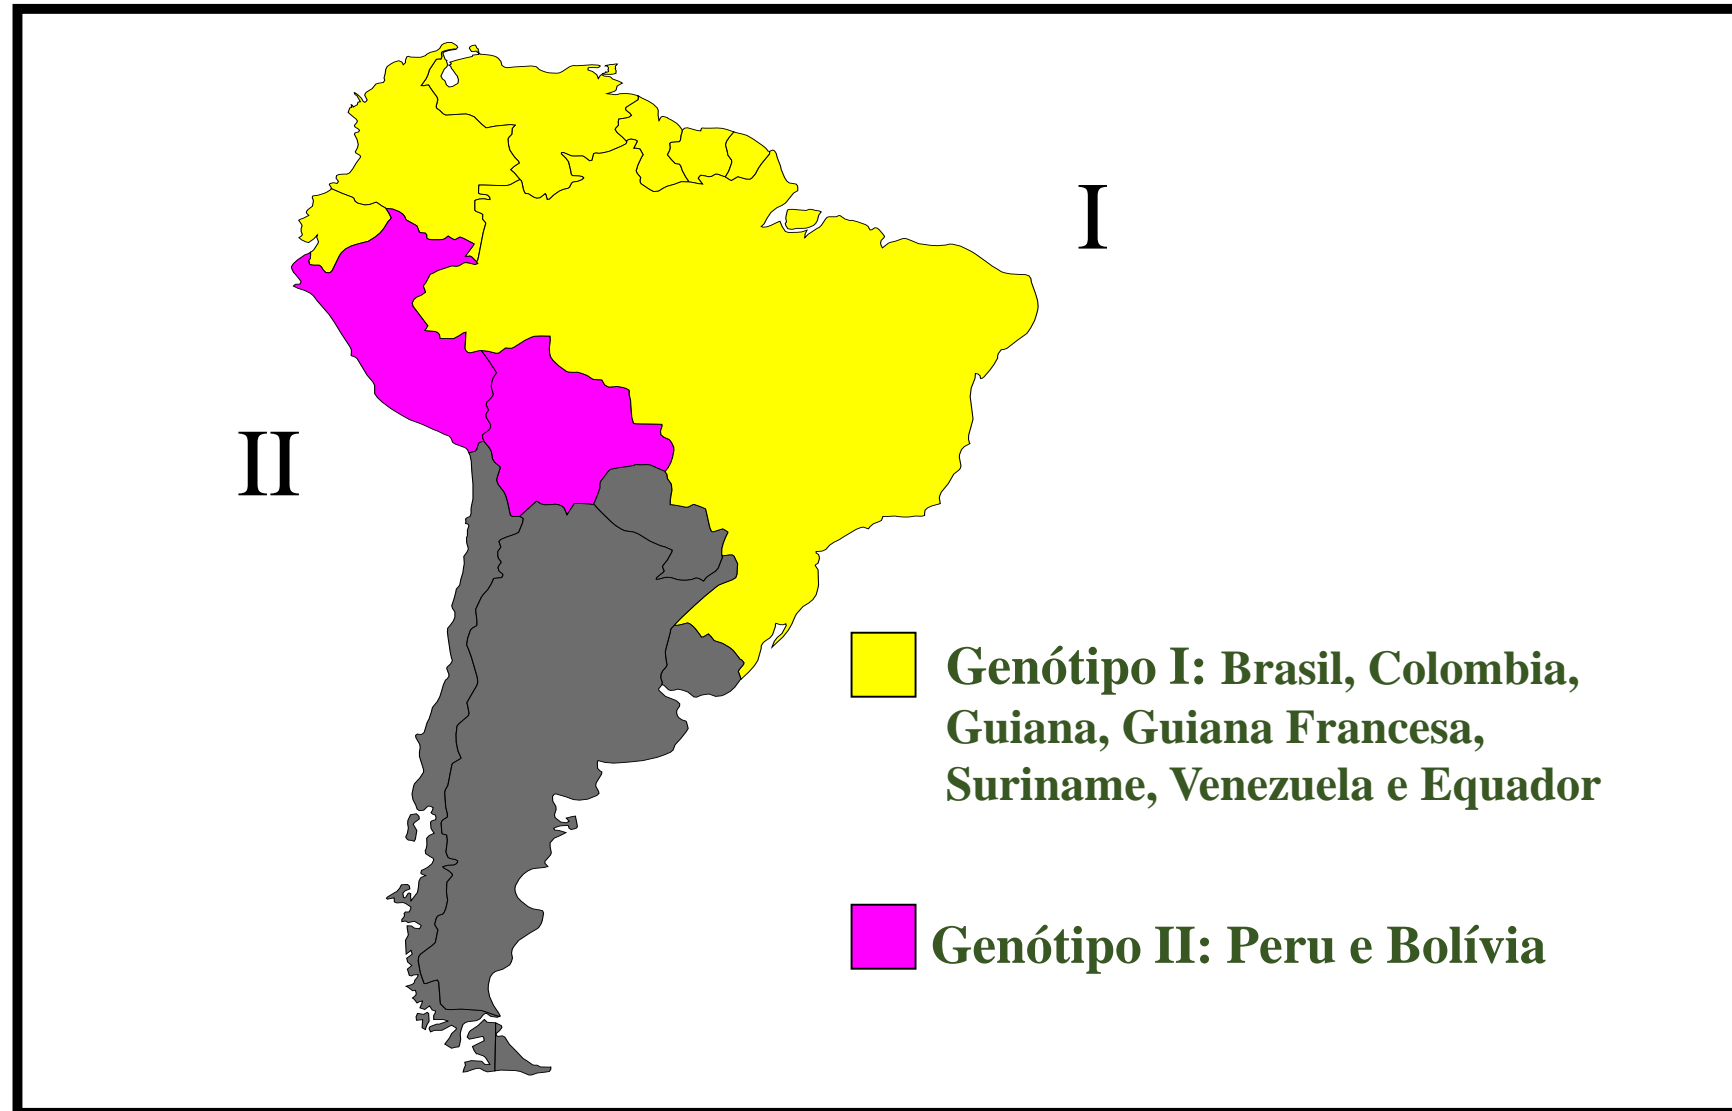 I
II
Genótipo I: Brasil, Colombia,
Guiana, Guiana Francesa,
Suriname, Venezuela e Equador
Genótipo II: Peru e Bolívia